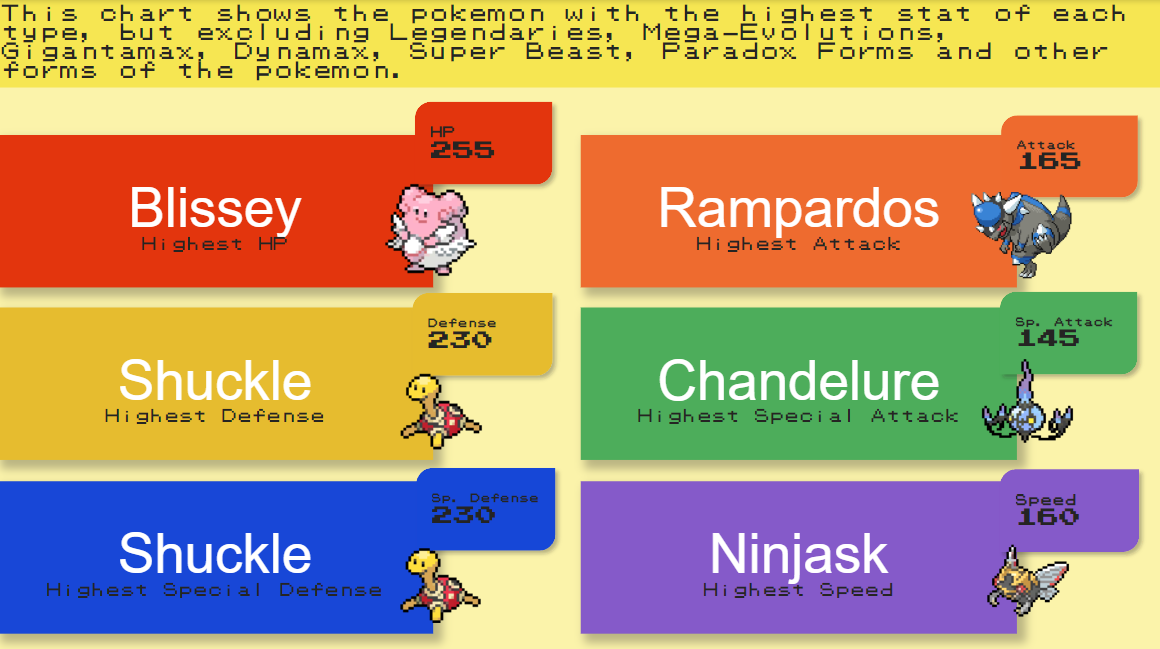 This chart shows the pokemon with the highest stat of each
type, but excluding Legendaries, Mega-Evolutions,
Gigantamax, Dynamax, Super Beast, Paradox Forms and other
forms of the pokemon.
HP
255
Blissey
Highest HP
Attack
165
Rampardos
Highest Attack
Defense
230
Shuckle
Highest Defense
Sp. Attack
145
Chandelure
Highest Special Attack
Sp. Defense
230
Shuckle
Highest Special Defense
Speed
160
Ninjask
Highest Speed